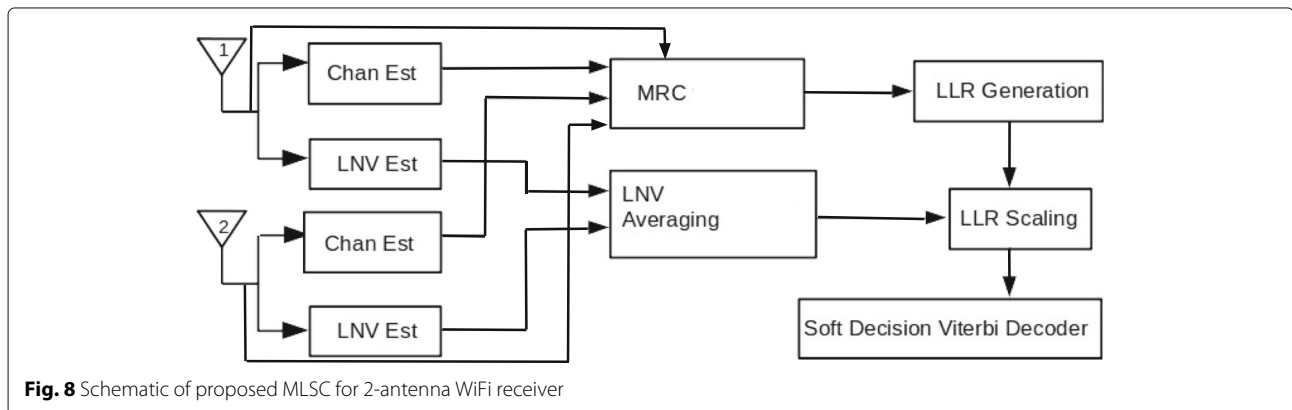 1
Chan Est
MRC
LLR Generation
LNV Est
LNV
Averaging
LLR Scaling
2
Chan Est
LNV Est
Soft Decision Viterbi Decoder
Fig. 8 Schematic of proposed MLSC for 2-antenna WiFi receiver